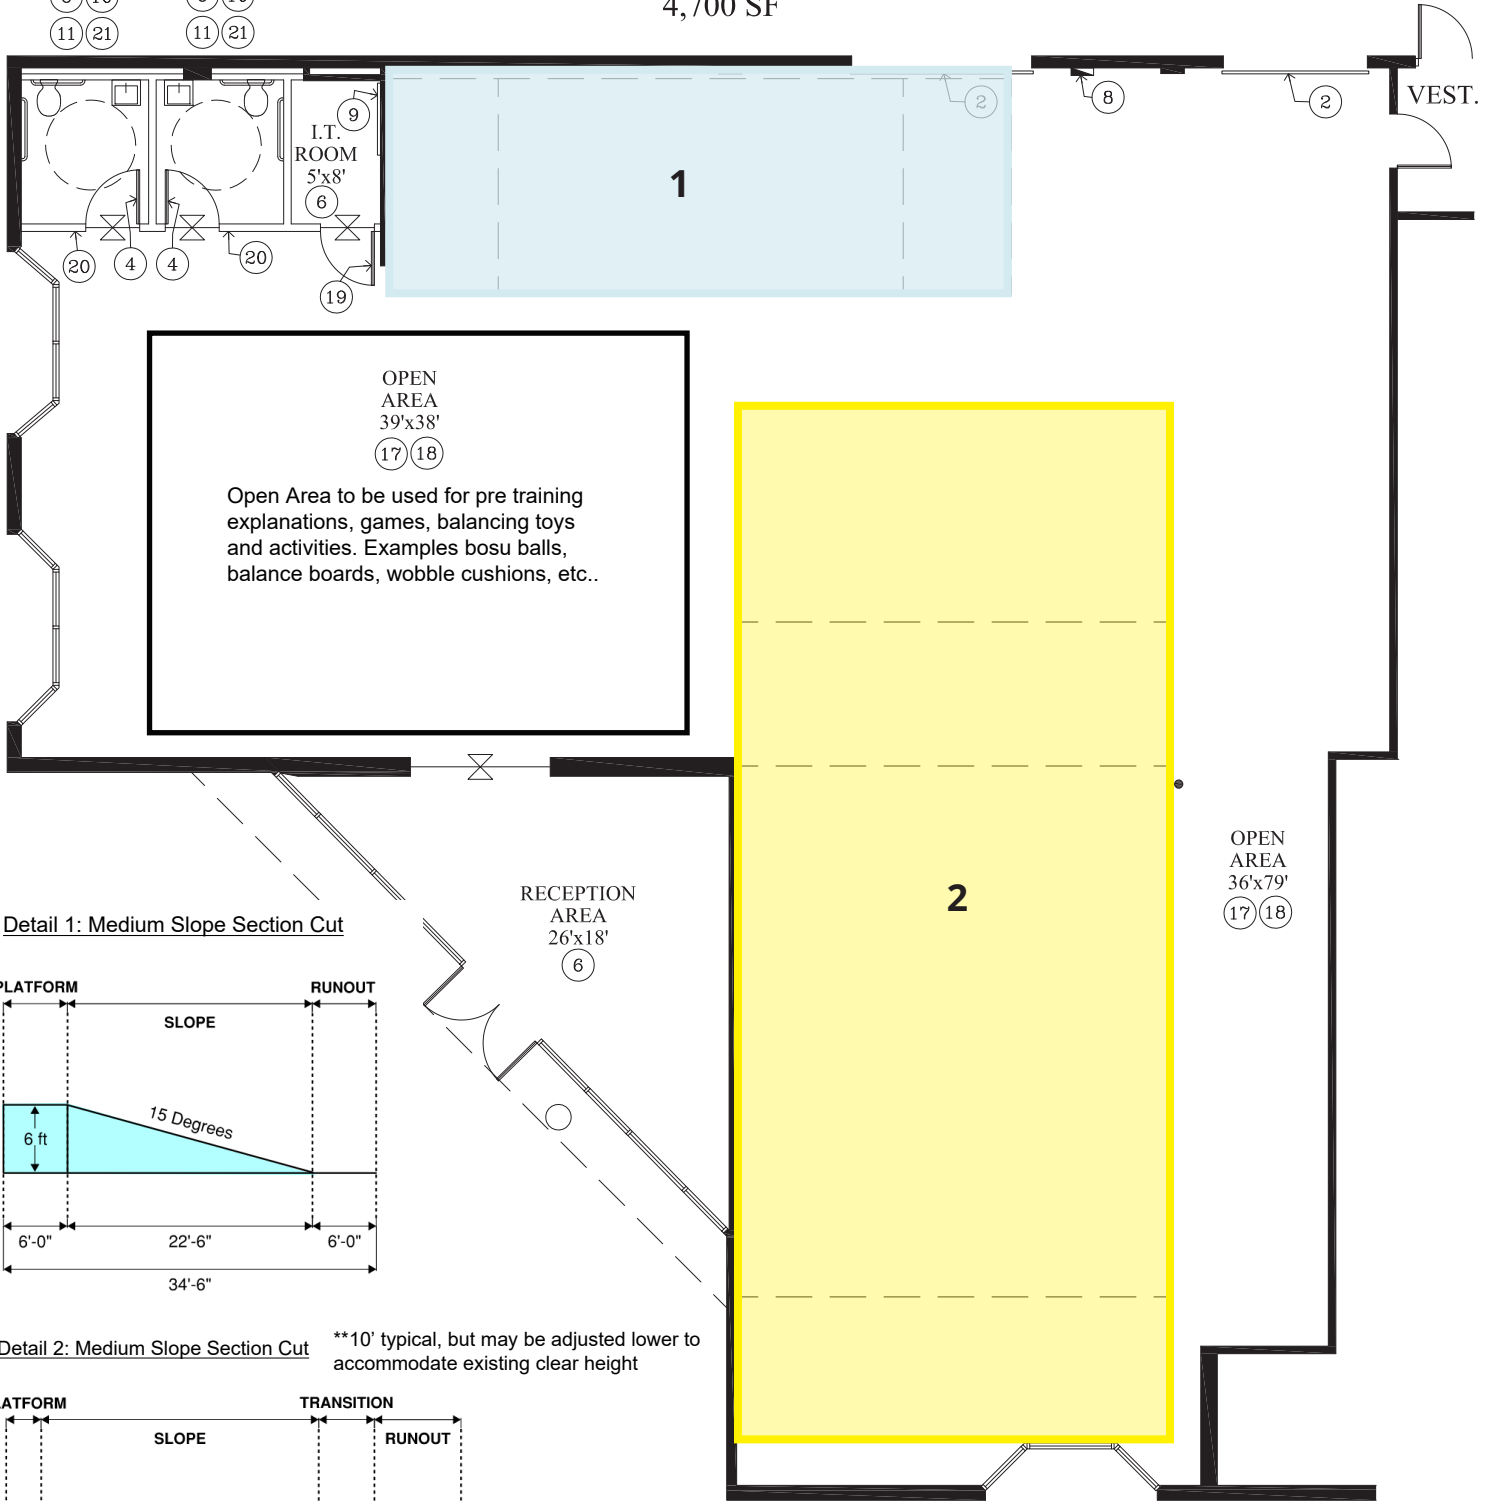 4,700 SF
11 21
11 21
2
8
2
VEST.
9
I.T.
ROOM
5'x8'
6
1
20
4
4
20
19
OPEN
AREA
39'x38'
17 18
Open Area to be used for pre training
explanations, games, balancing toys
and activities. Examples bosu balls,
balance boards, wobble cushions, etc..
2
OPEN
AREA
36'x79'
17 18
RECEPTION
AREA
26'x18'
6
Detail 1: Medium Slope Section Cut
PLATFORM
RUNOUT
SLOPE
15 Degrees
6 ft
6'-0"
22'-6"
6'-0"
34'-6"
Detail 2: Medium Slope Section Cut
**10’ typical, but may be adjusted lower to
accommodate existing clear height
LATFORM
TRANSITION
SLOPE
RUNOUT